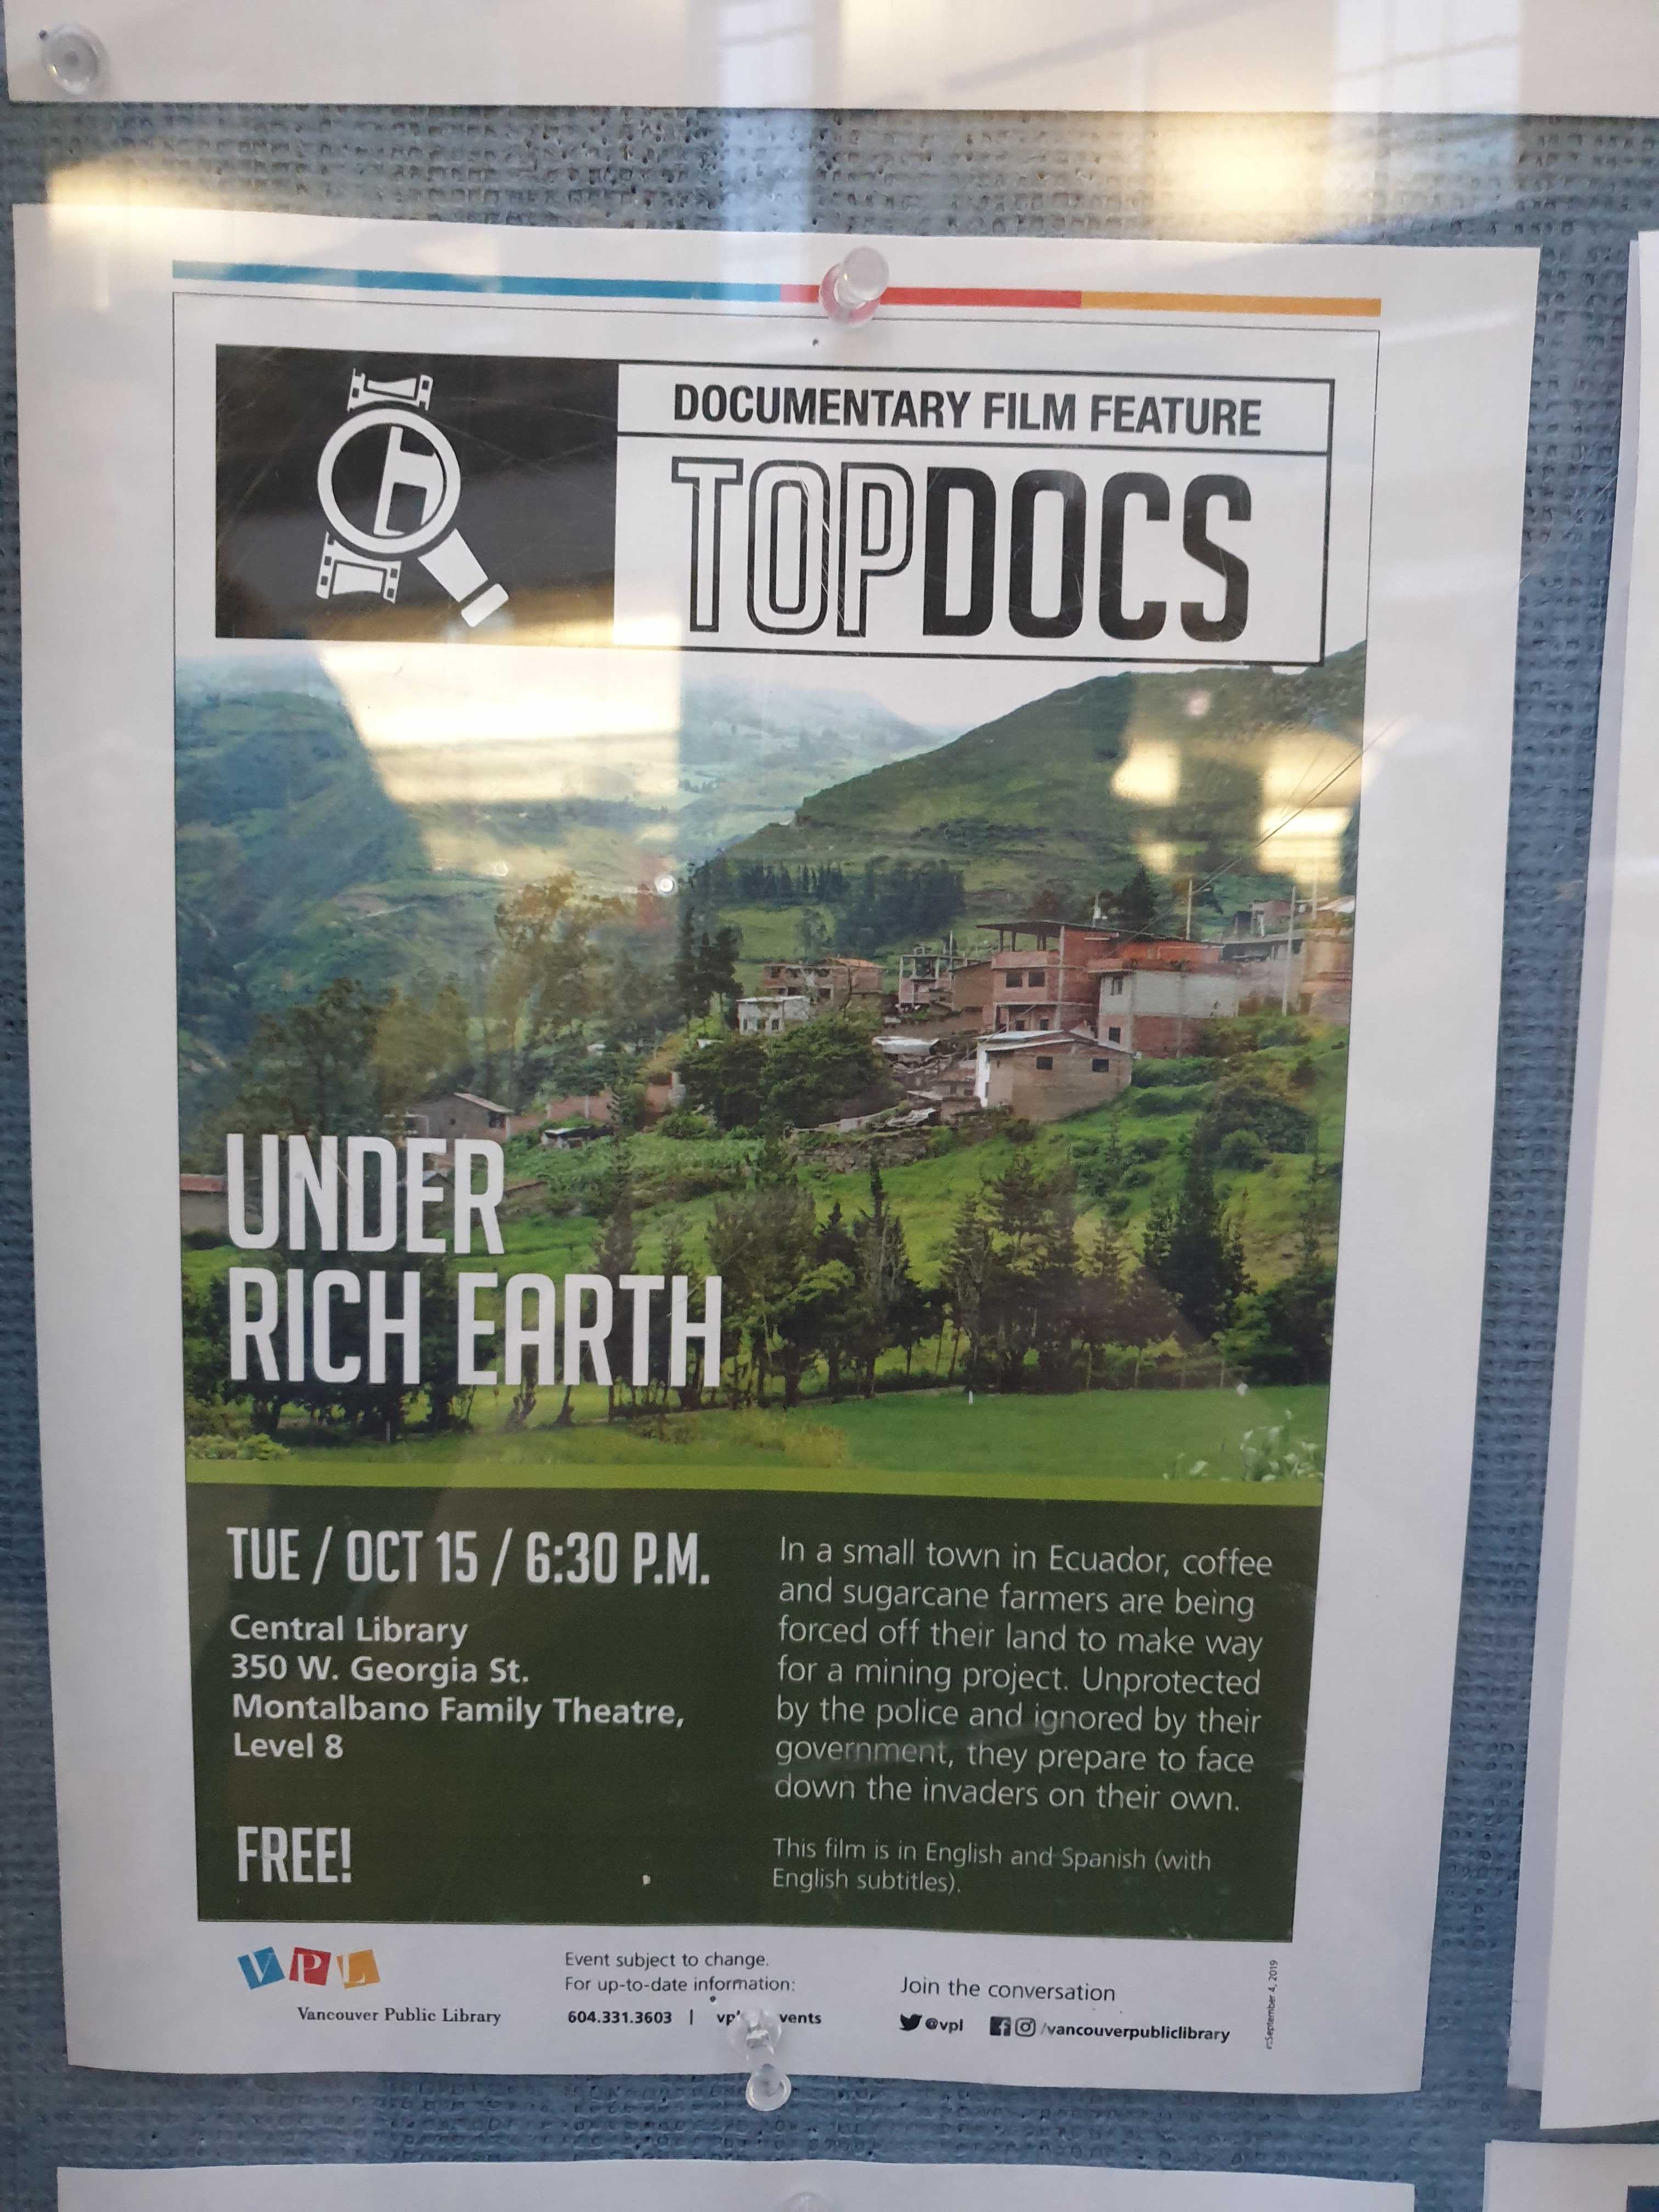 DOCUMENTARY FILM FEATURE
TOPDOCS
UNDER
RICH EARTH
TUE / OCT 15 / 6:30 P.M.
Central Library
350 W. Georgia St.
Montalbano Family Theatre,
Level 8
FREE!
In a small town in Ecuador, coffee
and sugarcane farmers are being
forced off their land to make way
for a mining project. Unprotected
by the police and ignored by their
government, they prepare to face
down the invaders on their own.
This film is in English and Spanish (with
English subtitles).
VPL
Vancouver Public Library
Event subject to change.
For up-to-date information:
604.331.3603 |
Join the conversation
@vpl /vancouverpubliclibrary
September 4, 2019